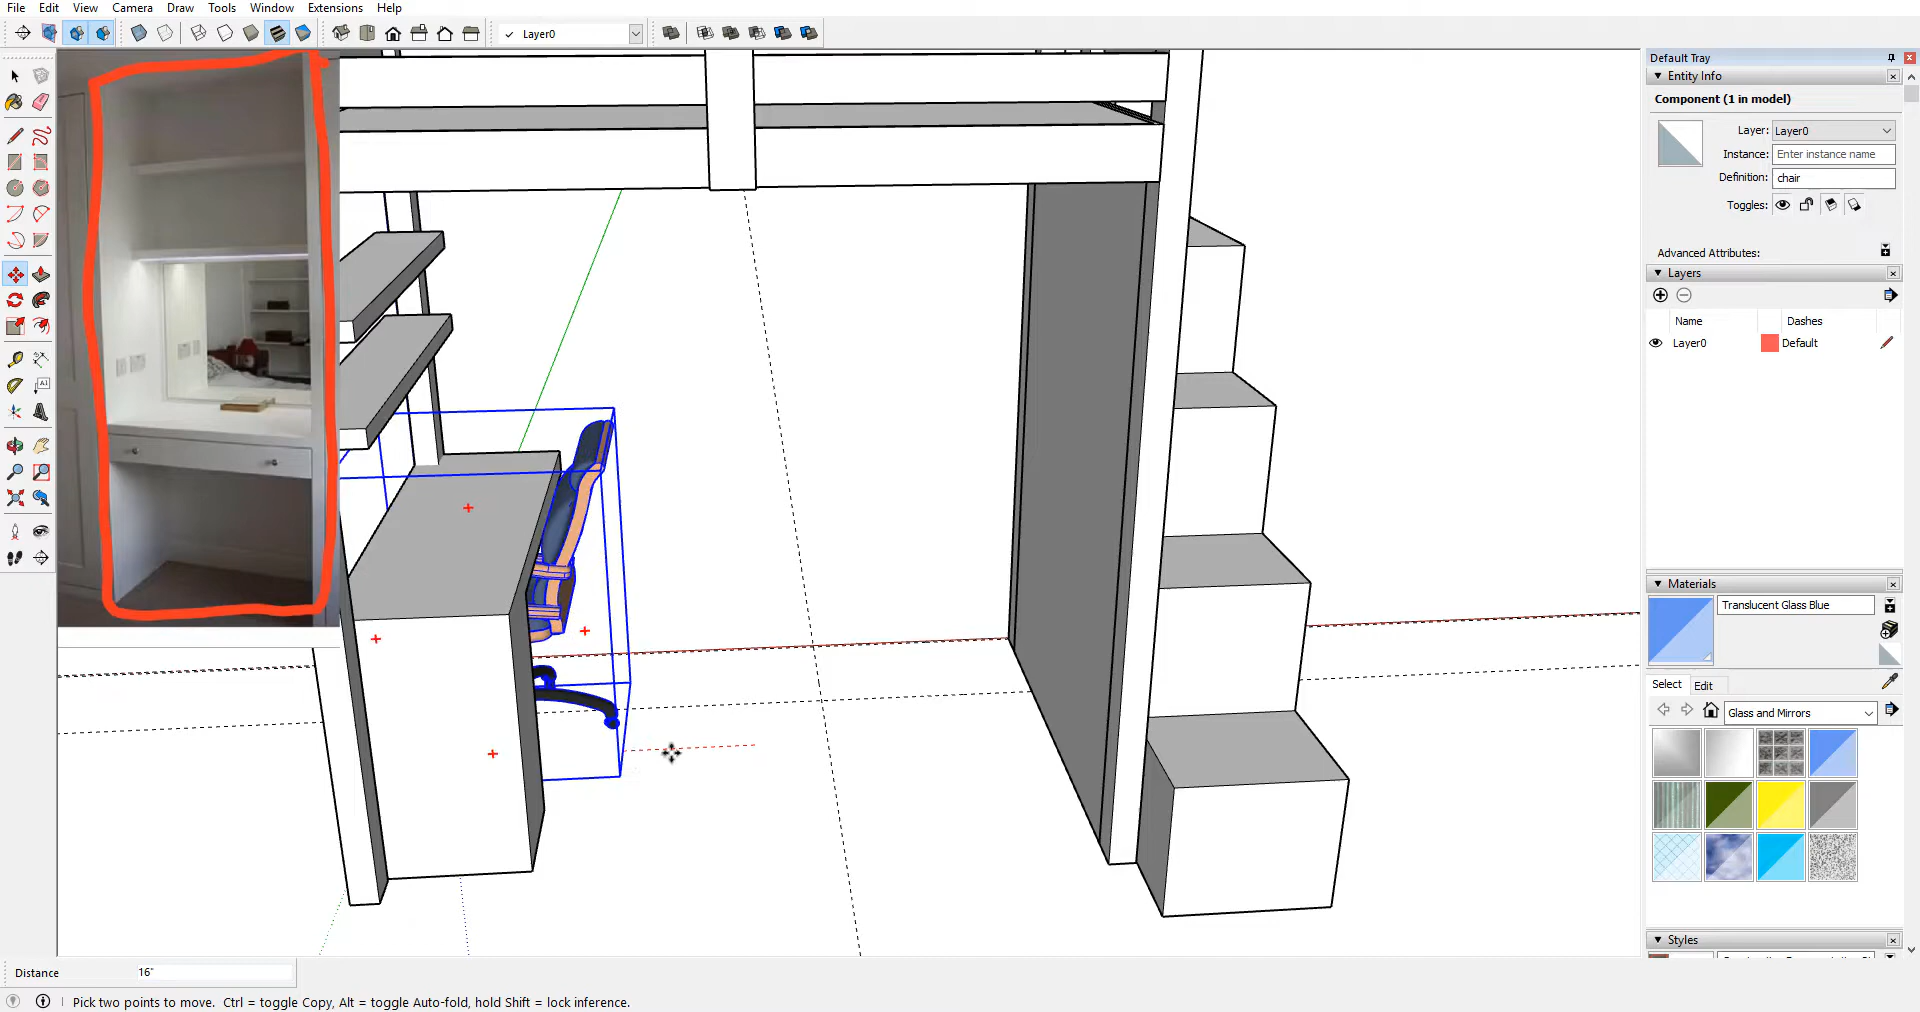 File Edit View Camera Draw Tools Window Extensions Help
✓ Layer0
Default Tray
Entity Info
Component (1 in model)
Layer: Layer0
Instance: Enter instance name
Definition: chair
Toggles:
Advanced Attributes:
Layers
Name Dashes
Layer0 Default
Materials
Translucent Glass Blue
Select Edit
Glass and Mirrors
Styles
Distance 16"
Pick two points to move. Ctrl = toggle Copy, Alt = toggle Auto-fold, hold Shift = lock inference.